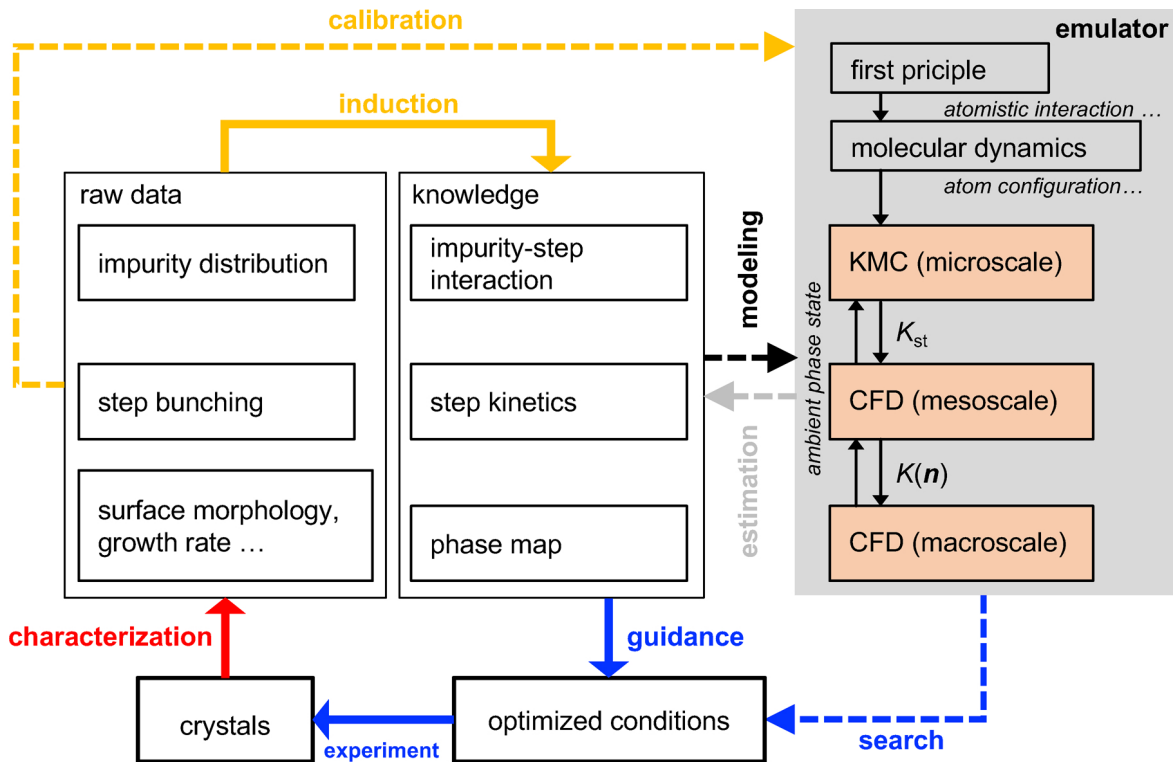 calibration
emulator
first priciple
induction
atomistic interaction ...
molecular dynamics
atom configuration...
raw data
knowledge
impurity distribution
impurity-step
interaction
modeling
KMC (microscale)
ambient phase state
Kst
step bunching
step kinetics
CFD (mesoscale)
estimation
K(n)
surface morphology,
growth rate ...
phase map
CFD (macroscale)
characterization
guidance
crystals
experiment
optimized conditions
search